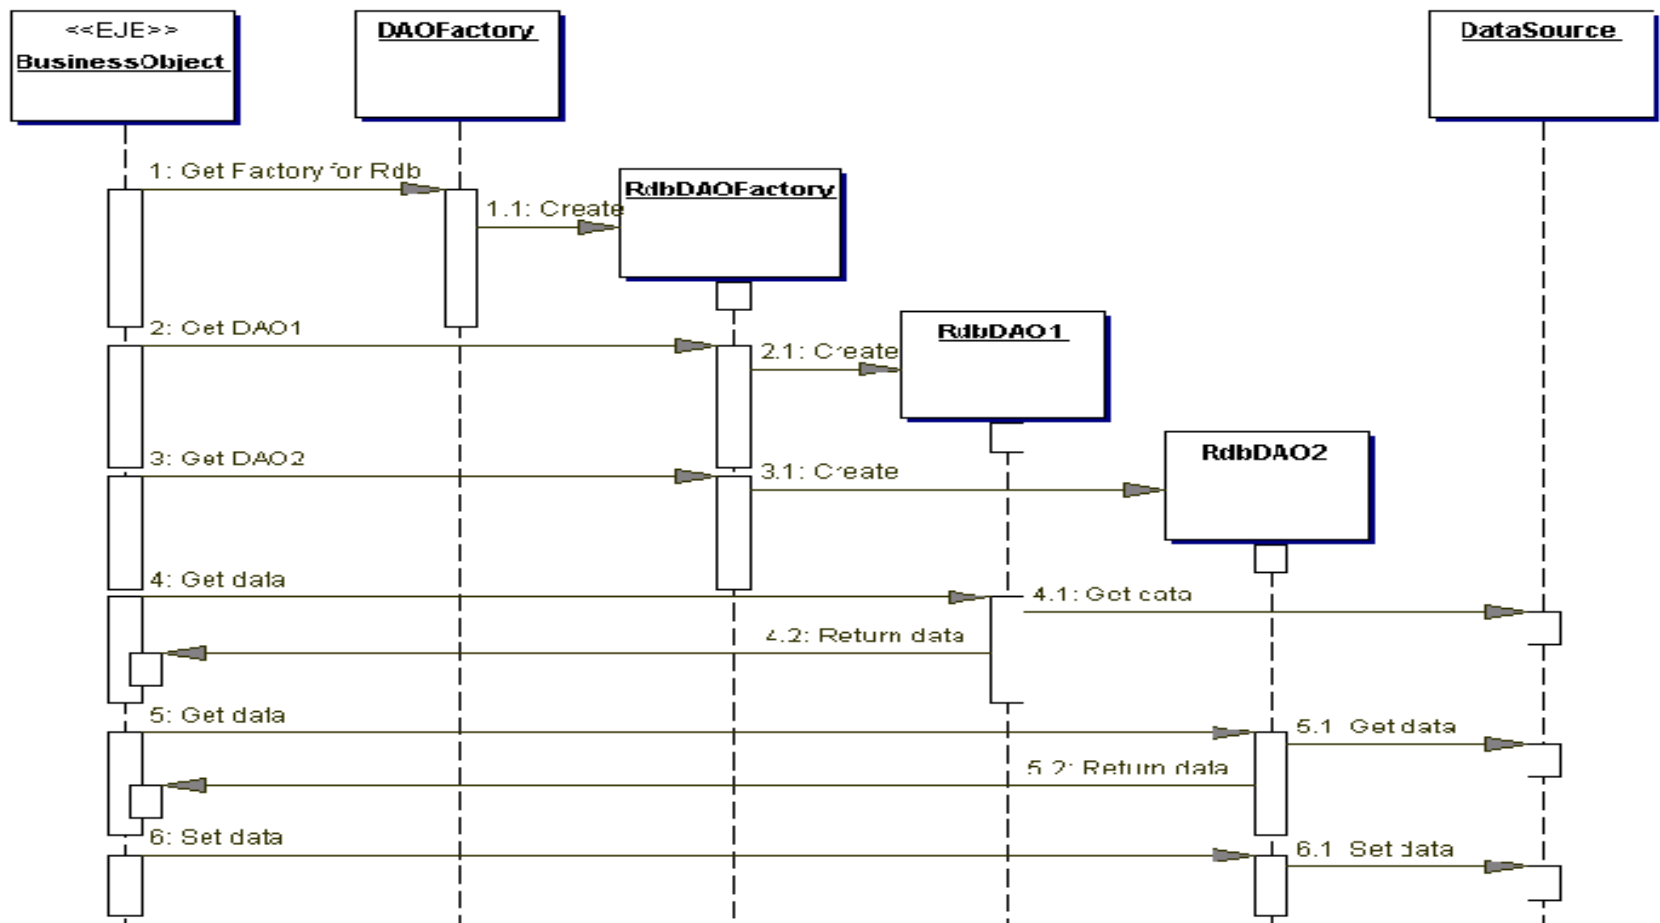 <<EJE>>
BusinessObject
DAOFactory
DataSource
1: Get Factory for Rdb
RdbDAOFactory
1.1: Create
2: Get DAO1
RdbDAO1
2.1: Create
3: Get DAO2
RdbDAO2
3.1: Create
4: Get data
4.1: Get data
4.2: Return data
5: Get data
5.1 Get data
5.2: Return data
6: Set data
6.1 Set data